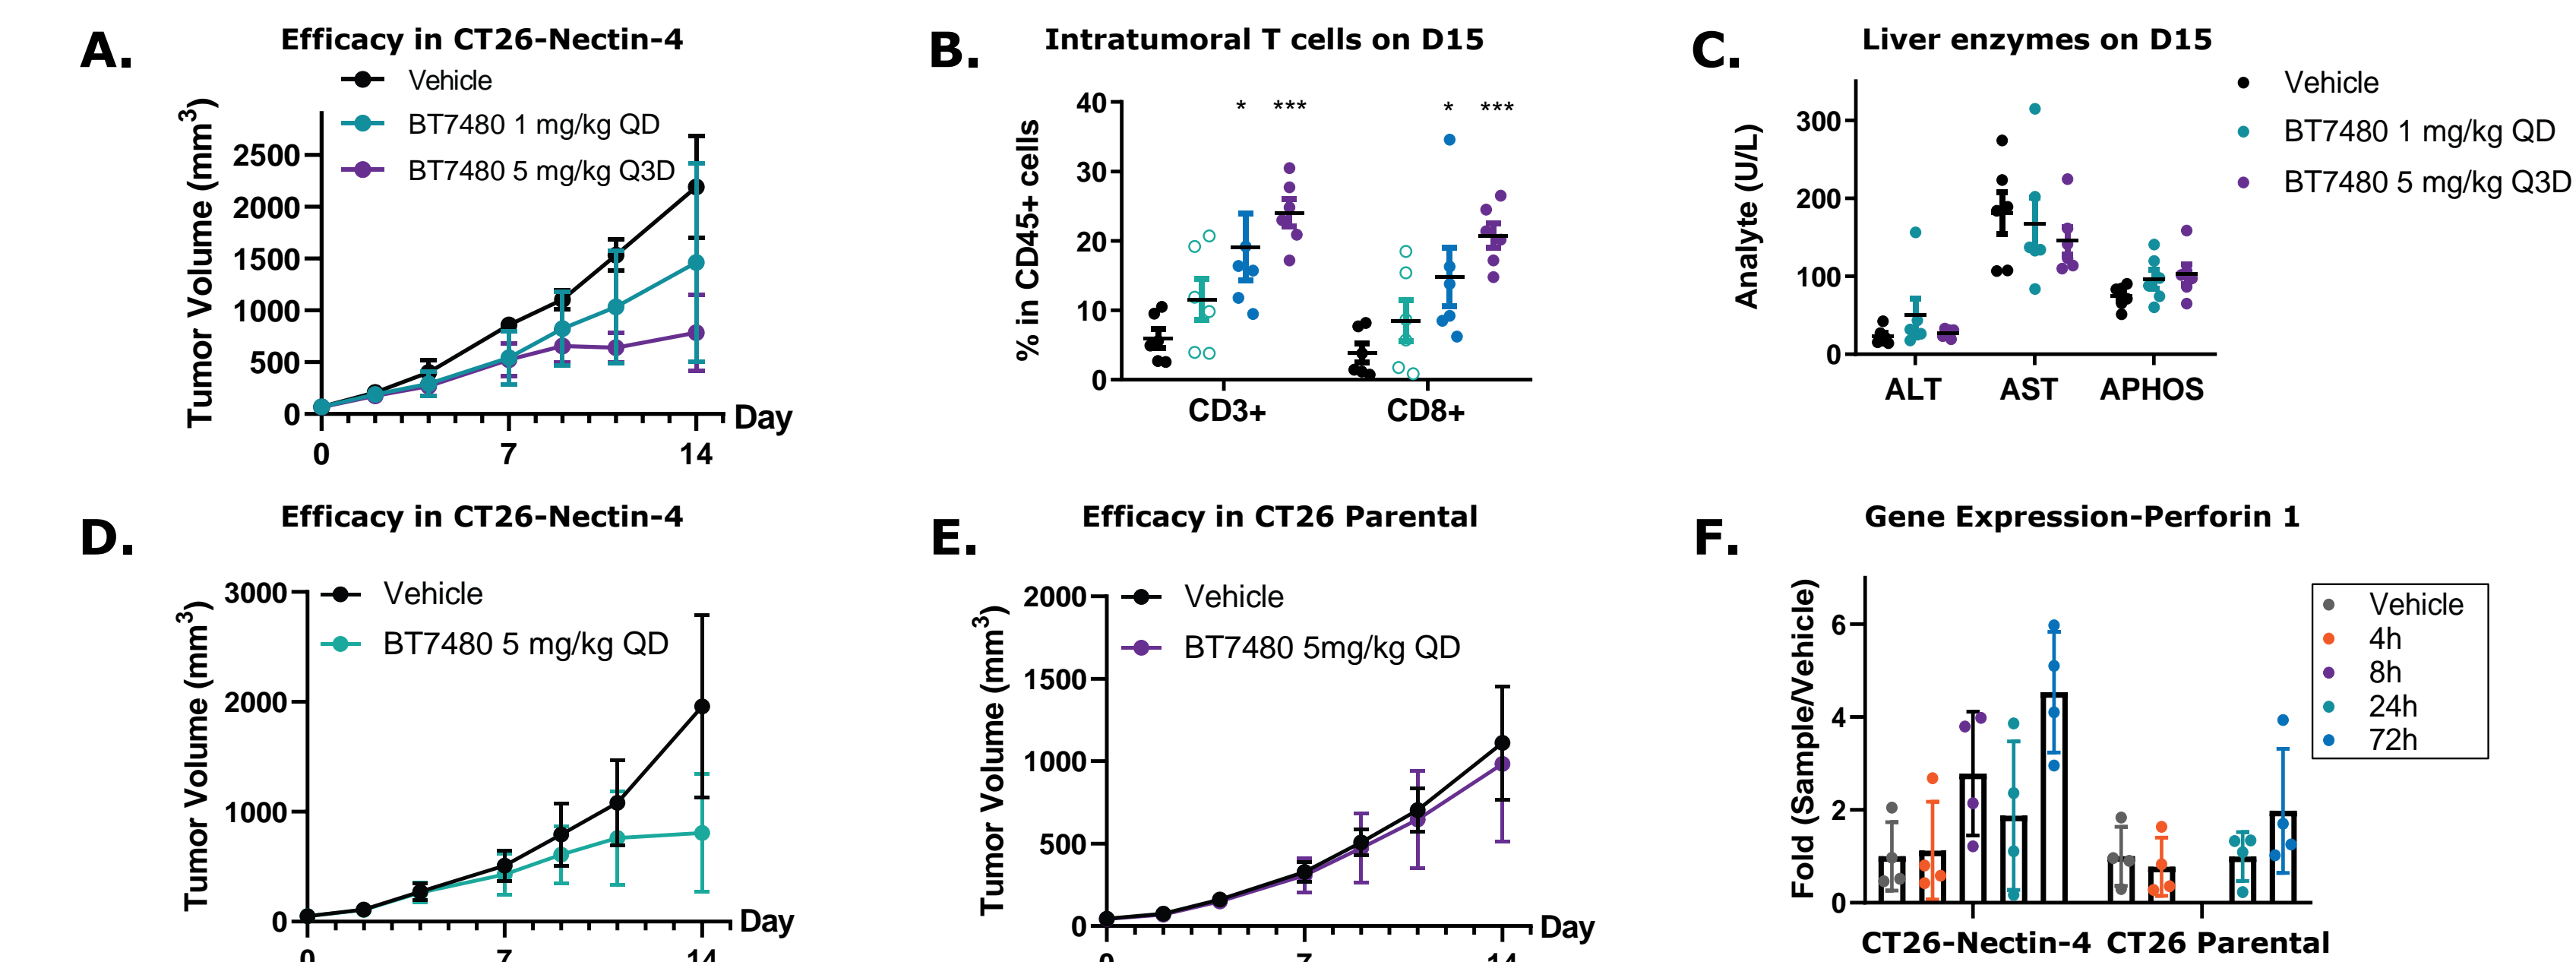 A.
Efficacy in CT26-Nectin-4
Vehicle
BT7480 1 mg/kg QD
BT7480 5 mg/kg Q3D
Tumor Volume (mm3)
2500
2000
1500
1000
500
0
0
7
14
Day
B.
Intratumoral T cells on D15
% in CD45+ cells
40
30
20
10
0
*
***
*
***
CD3+
CD8+
C.
Liver enzymes on D15
Analyte (U/L)
300
200
100
0
ALT
AST
APHOS
Vehicle
BT7480 1 mg/kg QD
BT7480 5 mg/kg Q3D
D.
Efficacy in CT26-Nectin-4
Vehicle
BT7480 5 mg/kg QD
Tumor Volume (mm3)
3000
2000
1000
0
0
7
14
Day
E.
Efficacy in CT26 Parental
Vehicle
BT7480 5mg/kg QD
Tumor Volume (mm3)
2000
1500
1000
500
0
0
7
14
Day
F.
Gene Expression-Perforin 1
Fold (Sample/Vehicle)
6
4
2
0
CT26-Nectin-4
CT26 Parental
Vehicle
4h
8h
24h
72h